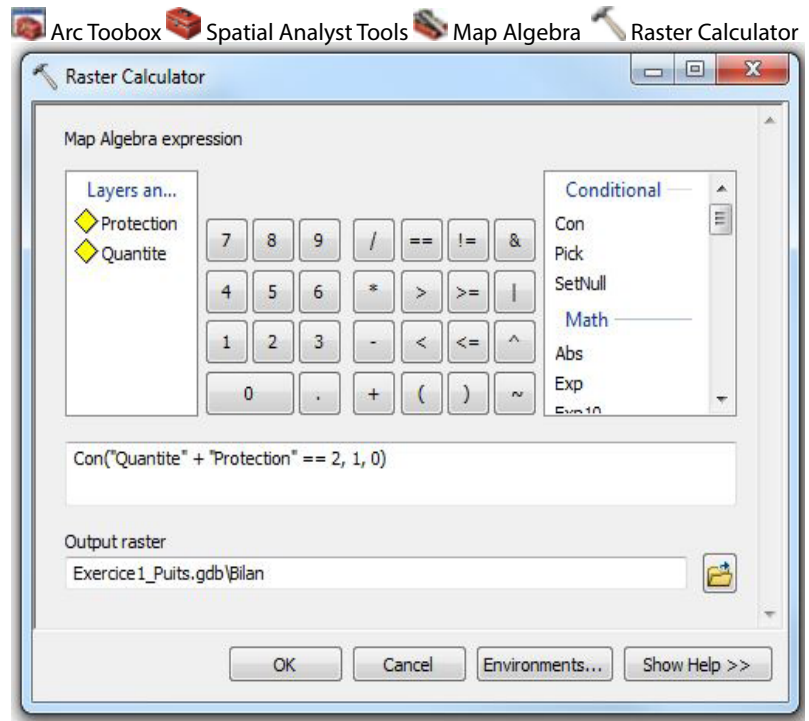 Arc Toobox Spatial Analyst Tools Map Algebra Raster Calculator
Raster Calculator
Map Algebra expression
Layers an...
Protection
Quantite
7 8 9 / == != &
4 5 6 * > >= |
1 2 3 - < <= ^
0 . + ( ) ~
Conditional
Con
Pick
SetNull
Math
Abs
Exp
Exp10
Con("Quantite" + "Protection" == 2, 1, 0)
Output raster
Exercice1_Puits.gdb\Bilan
OK Cancel Environments... Show Help >>